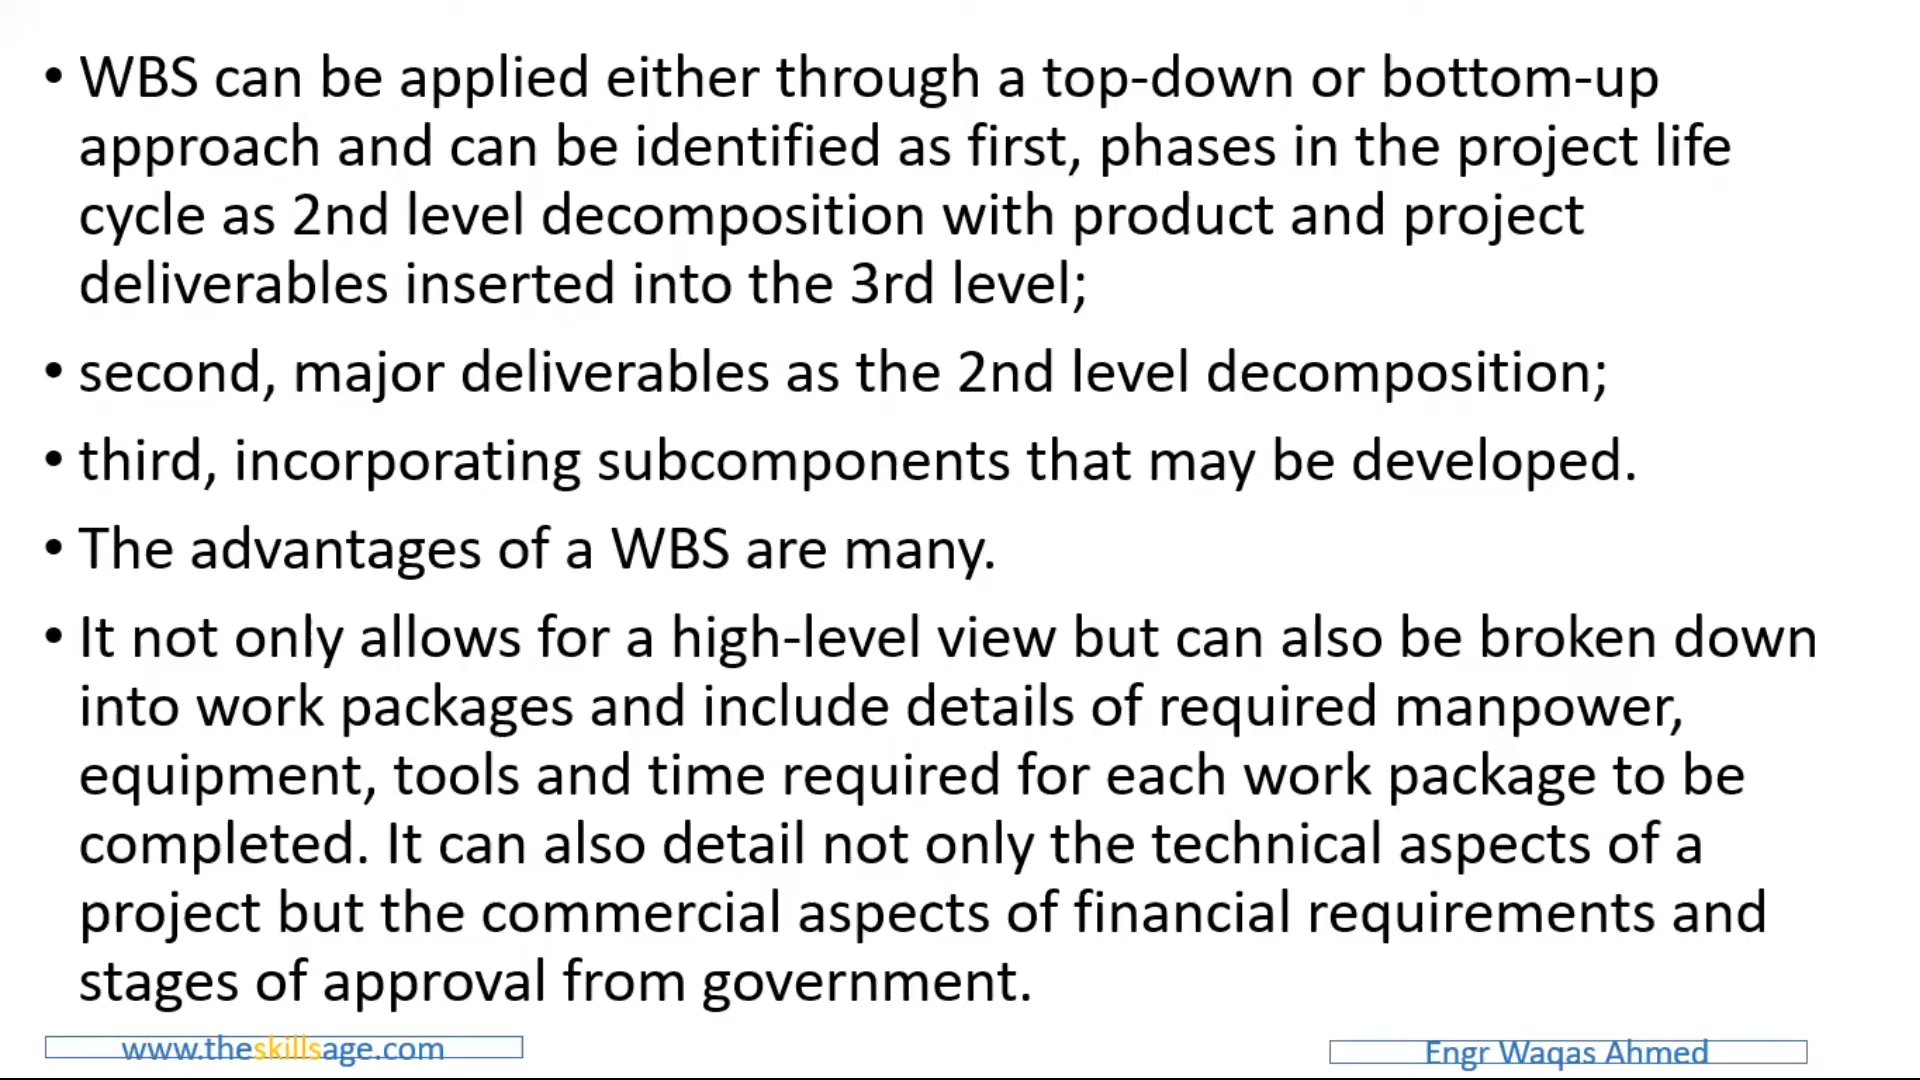 • WBS can be applied either through a top-down or bottom-up
approach and can be identified as first, phases in the project life
cycle as 2nd level decomposition with product and project
deliverables inserted into the 3rd level;
• second, major deliverables as the 2nd level decomposition;
• third, incorporating subcomponents that may be developed.
• The advantages of a WBS are many.
• It not only allows for a high-level view but can also be broken down
into work packages and include details of required manpower,
equipment, tools and time required for each work package to be
completed. It can also detail not only the technical aspects of a
project but the commercial aspects of financial requirements and
stages of approval from government.
www.theskillsage.com
Engr Waqas Ahmed